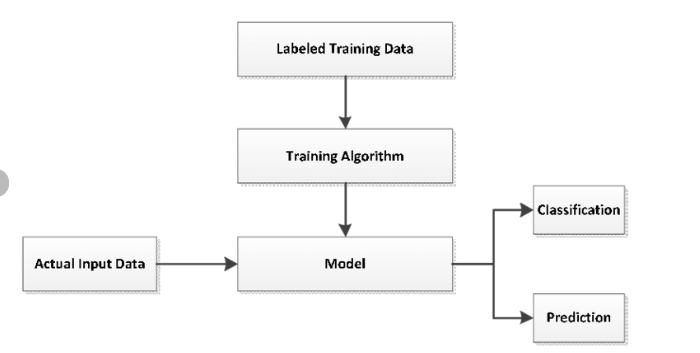 Labeled Training Data
Training Algorithm
Classification
Actual Input Data
Model
Prediction